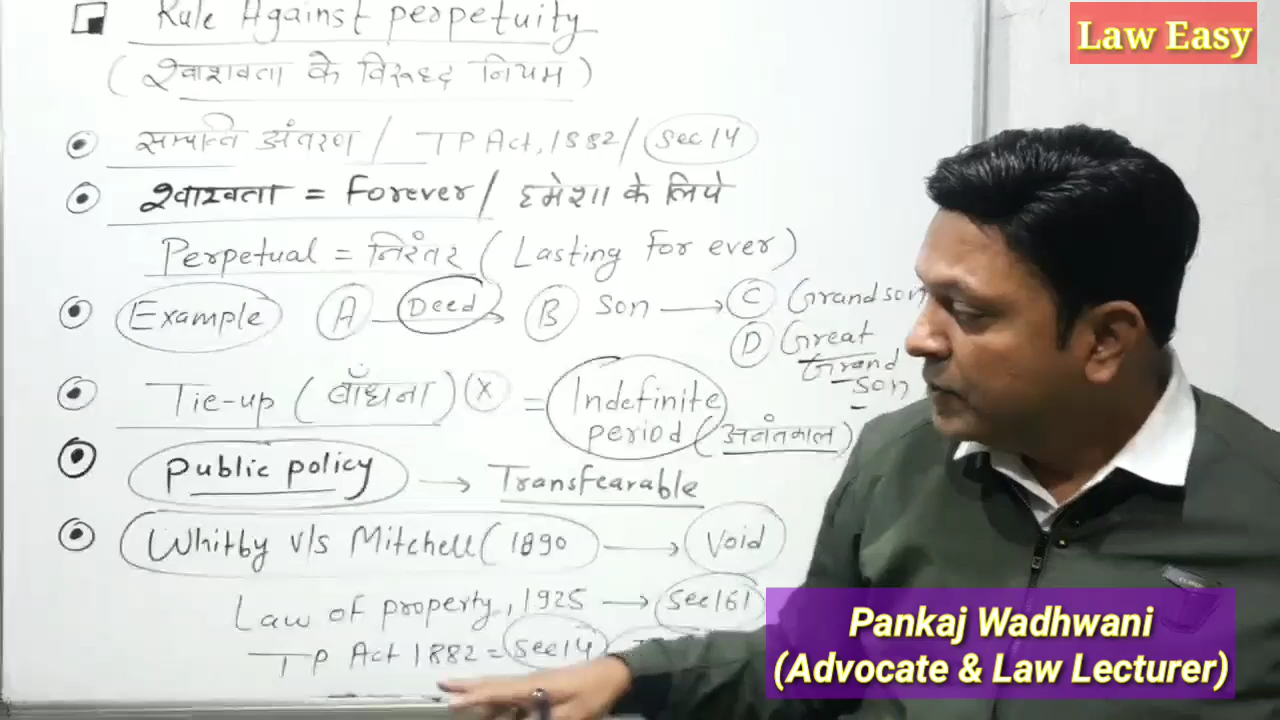 Rule Against perpetuity
Law Easy
(श्वाशवता के विरूध्द नियम)
सम्पत्ति अंतरण / TP Act, 1882/ Sec 14
श्वाश्वता = Forever/ हमेशा के लिये
Perpetual = निरंतर (Lasting for ever)
Example A Deed B Son → C Grandson
D Great
Grand
Son
Tie-up (बाँधना) (X) = Indefinite
period (अनंतकाल)
Public policy → Transfearable
Whitby v/s Mitchell (1890 → Void
Law of property, 1925 → Sec 161
TP Act 1882 = Sec 14
Pankaj Wadhwani
(Advocate & Law Lecturer)